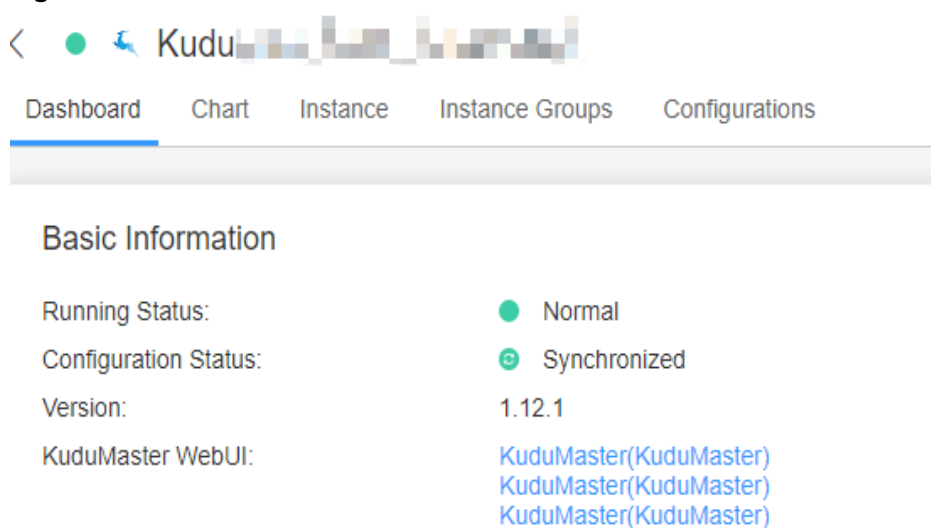 Kudu
Dashboard Chart Instance Instance Groups Configurations
Basic Information
Running Status: Normal
Configuration Status: Synchronized
Version: 1.12.1
KuduMaster WebUI: KuduMaster(KuduMaster)
KuduMaster(KuduMaster)
KuduMaster(KuduMaster)